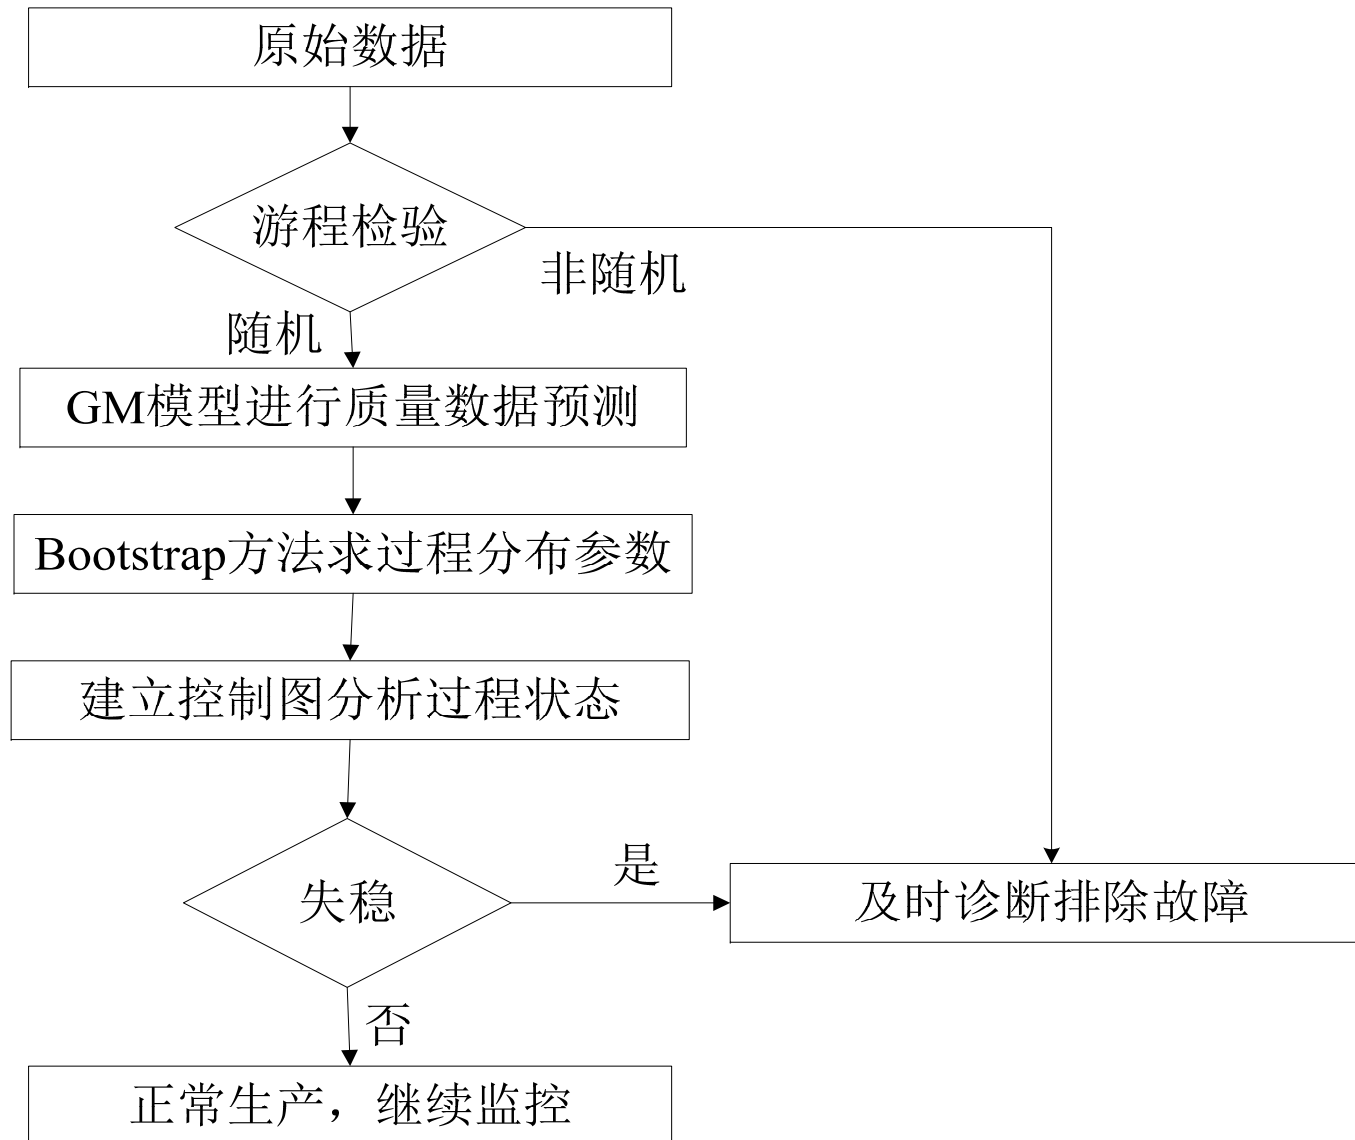 原始数据
游程检验
非随机
随机
GM模型进行质量数据预测
Bootstrap方法求过程分布参数
建立控制图分析过程状态
失稳
是
及时诊断排除故障
否
正常生产，继续监控